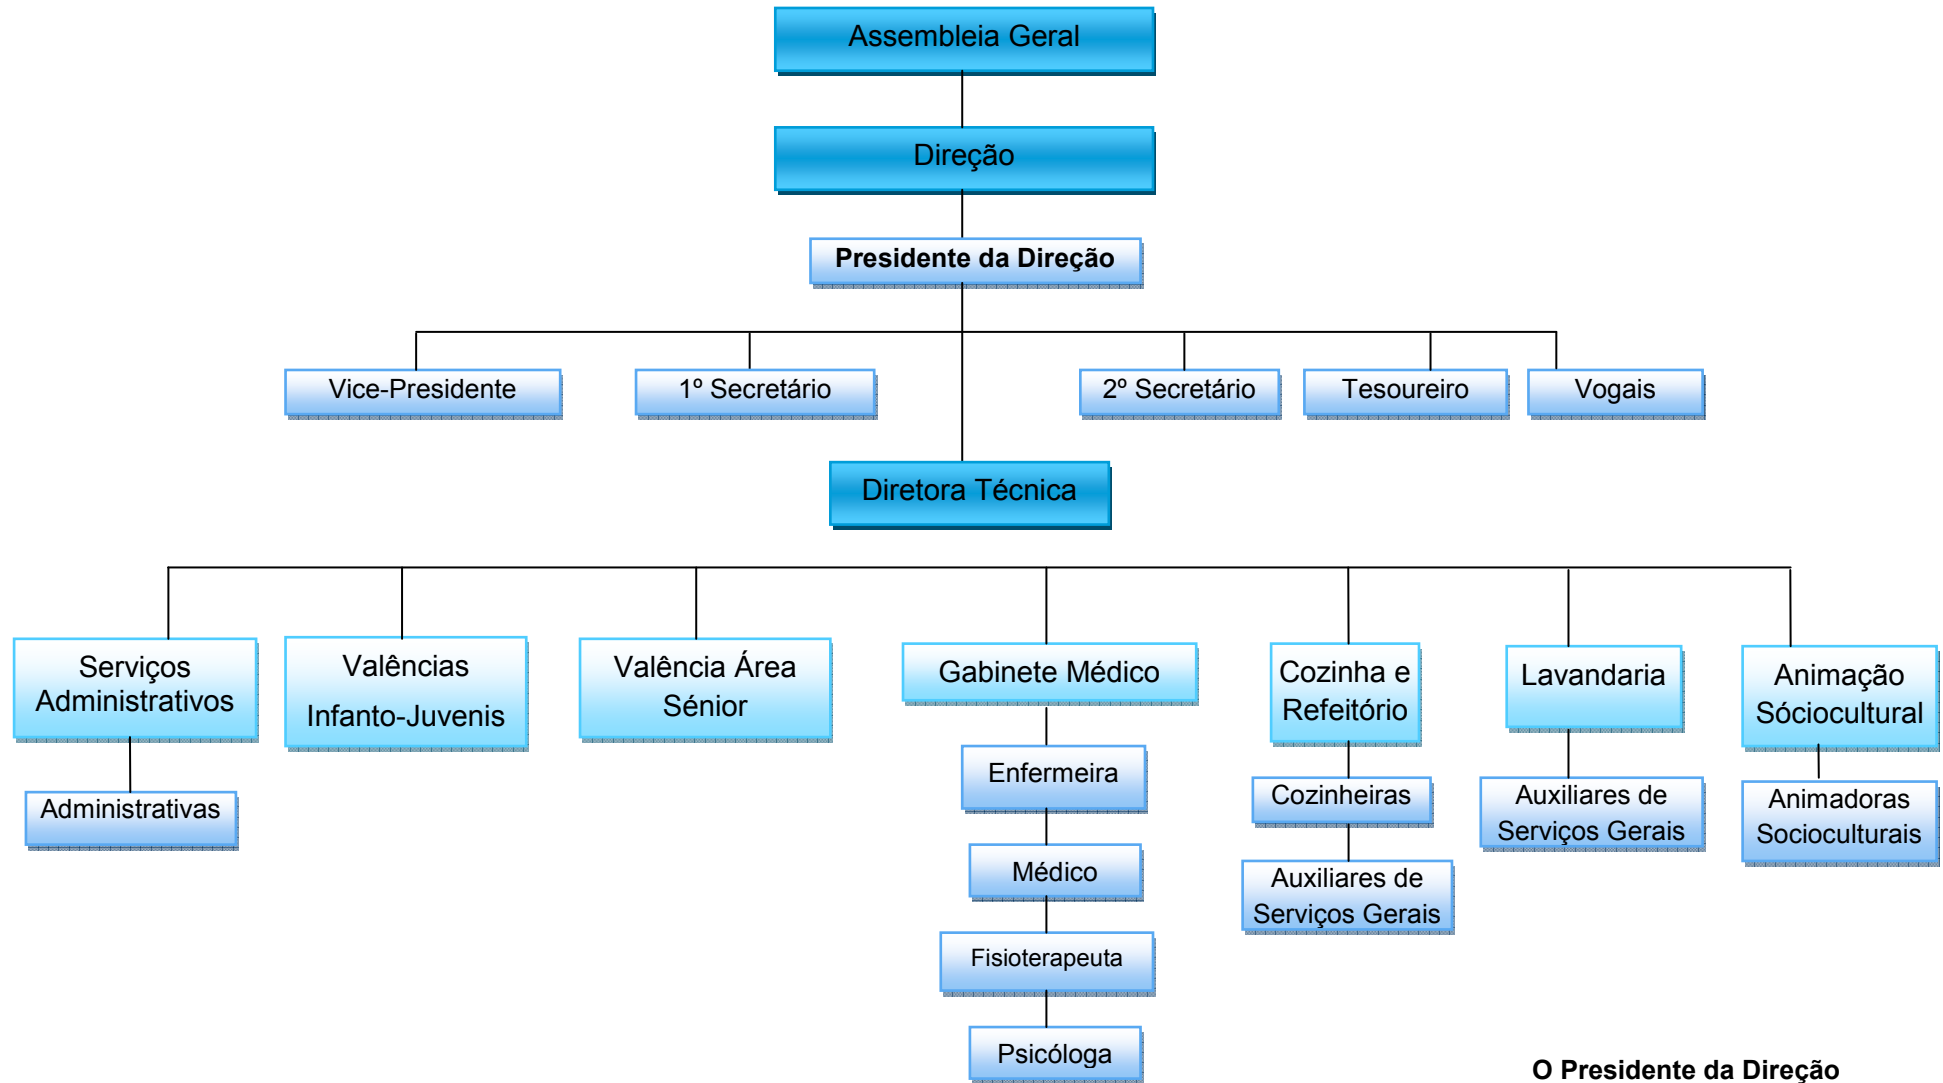 Assembleia Geral
Direção
Presidente da Direção
Vice-Presidente
1º Secretário
2º Secretário
Tesoureiro
Vogais
Diretora Técnica
Serviços
Administrativos
Valências
Infanto-Juvenis
Valência Área
Sénior
Gabinete Médico
Cozinha e
Refeitório
Lavandaria
Animação
Sóciocultural
Administrativas
Enfermeira
Médico
Fisioterapeuta
Psicóloga
Cozinheiras
Auxiliares de
Serviços Gerais
Auxiliares de
Serviços Gerais
Animadoras
Socioculturais
O Presidente da Direção